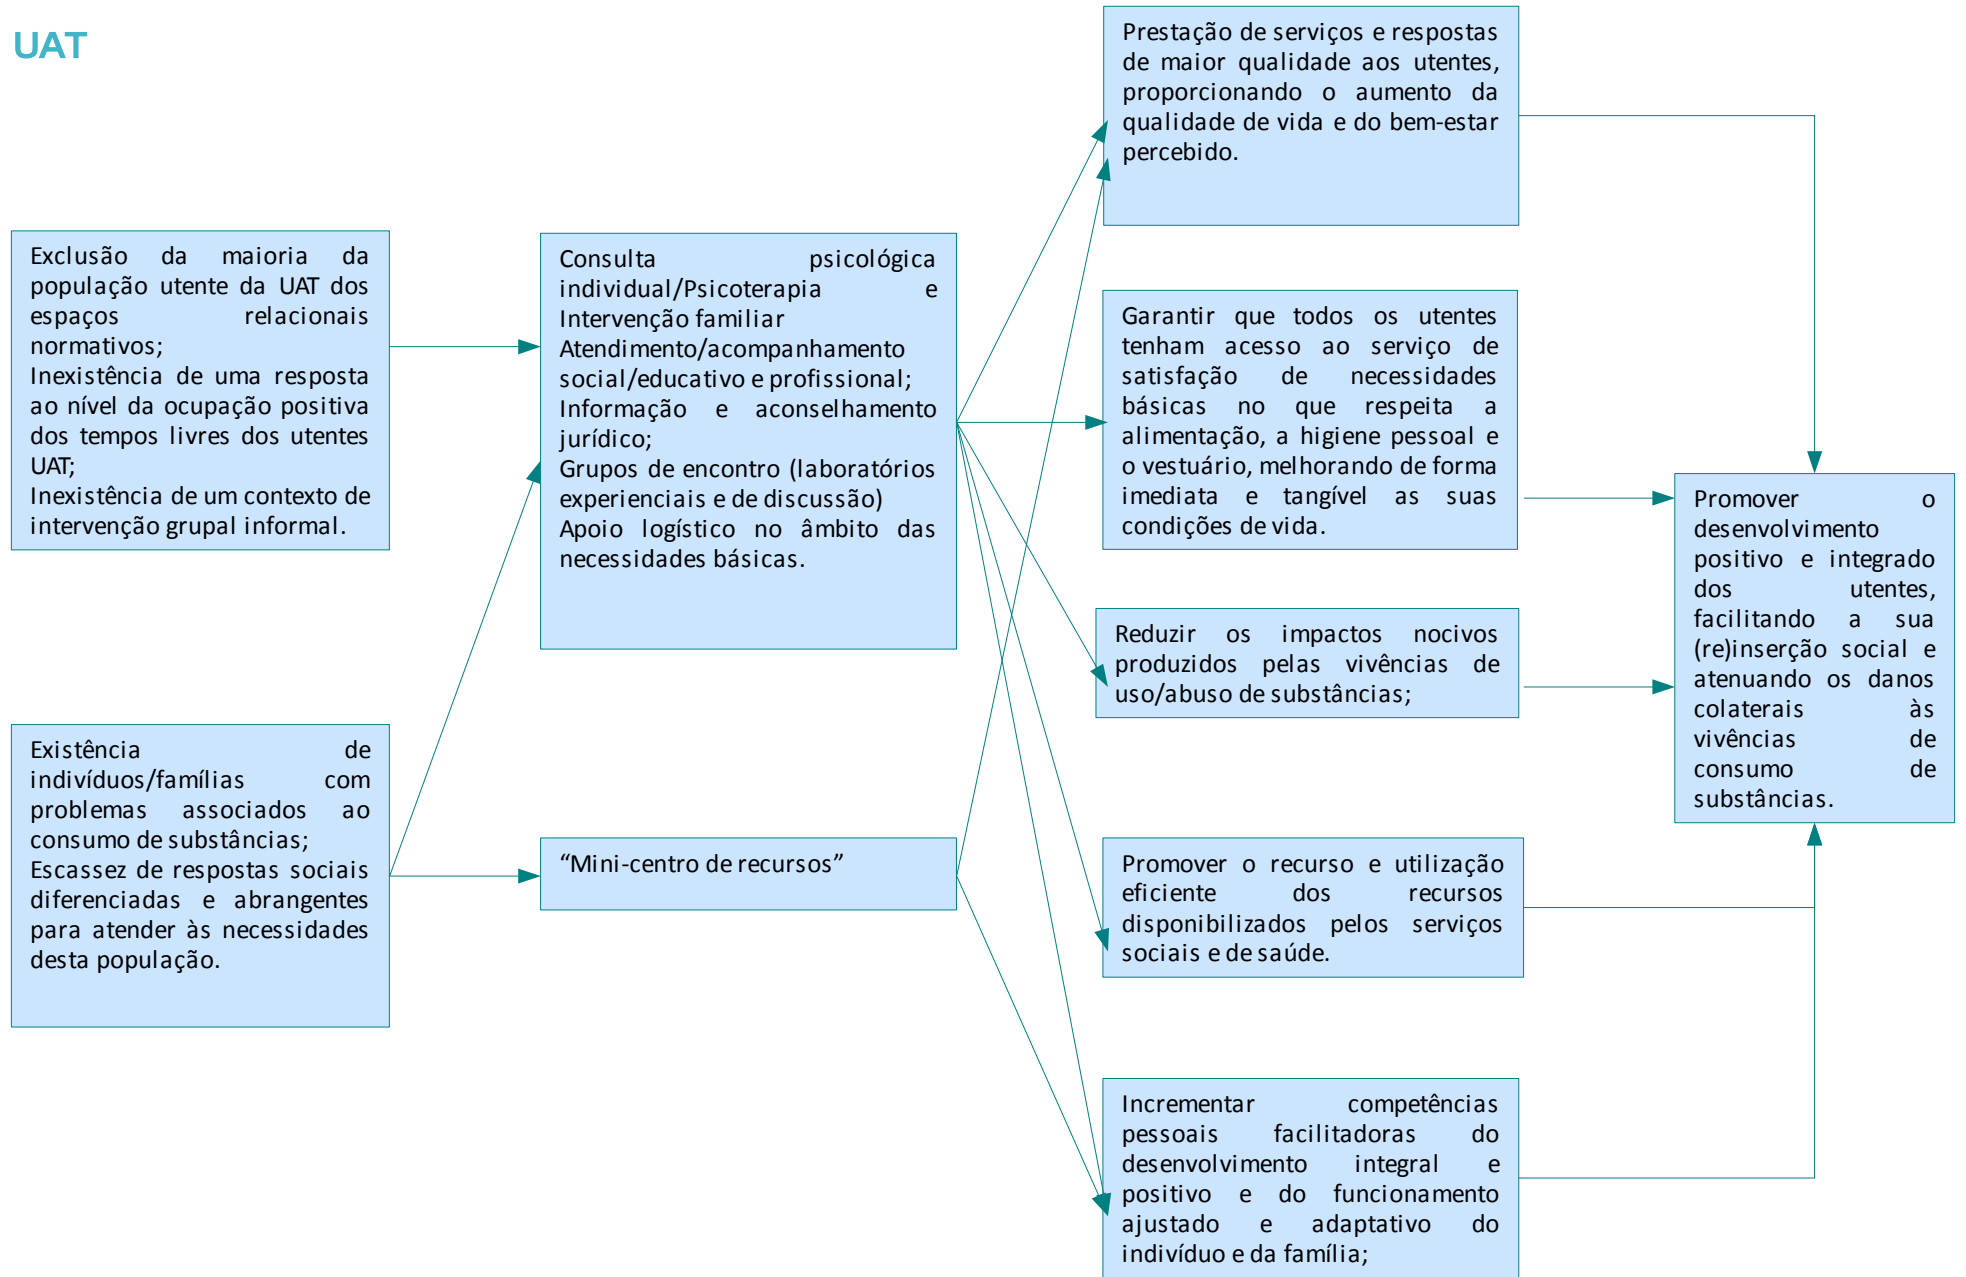 UAT
Exclusão da maioria da
população utente da UAT dos
espaços relacionais
normativos;
Inexistência de uma resposta
ao nível da ocupação positiva
dos tempos livres dos utentes
UAT;
Inexistência de um contexto de
intervenção grupal informal.
Existência de
indivíduos/famílias com
problemas associados ao
consumo de substâncias;
Escassez de respostas sociais
diferenciadas e abrangentes
para atender às necessidades
desta população.
Consulta psicológica
individual/Psicoterapia e
Intervenção familiar
Atendimento/acompanhamento
social/educativo e profissional;
Informação e aconselhamento
jurídico;
Grupos de encontro (laboratórios
experienciais e de discussão)
Apoio logístico no âmbito das
necessidades básicas.
“Mini-centro de recursos”
Prestação de serviços e respostas
de maior qualidade aos utentes,
proporcionando o aumento da
qualidade de vida e do bem-estar
percebido.
Garantir que todos os utentes
tenham acesso ao serviço de
satisfação de necessidades
básicas no que respeita a
alimentação, a higiene pessoal e
o vestuário, melhorando de forma
imediata e tangível as suas
condições de vida.
Reduzir os impactos nocivos
produzidos pelas vivências de
uso/abuso de substâncias;
Promover o recurso e utilização
eficiente dos recursos
disponibilizados pelos serviços
sociais e de saúde.
Incrementar competências
pessoais facilitadoras do
desenvolvimento integral e
positivo e do funcionamento
ajustado e adaptativo do
indivíduo e da família;
Promover o
desenvolvimento
positivo e integrado
dos utentes,
facilitando a sua
(re)inserção social e
atenuando os danos
colaterais às
vivências de
consumo de
substâncias.